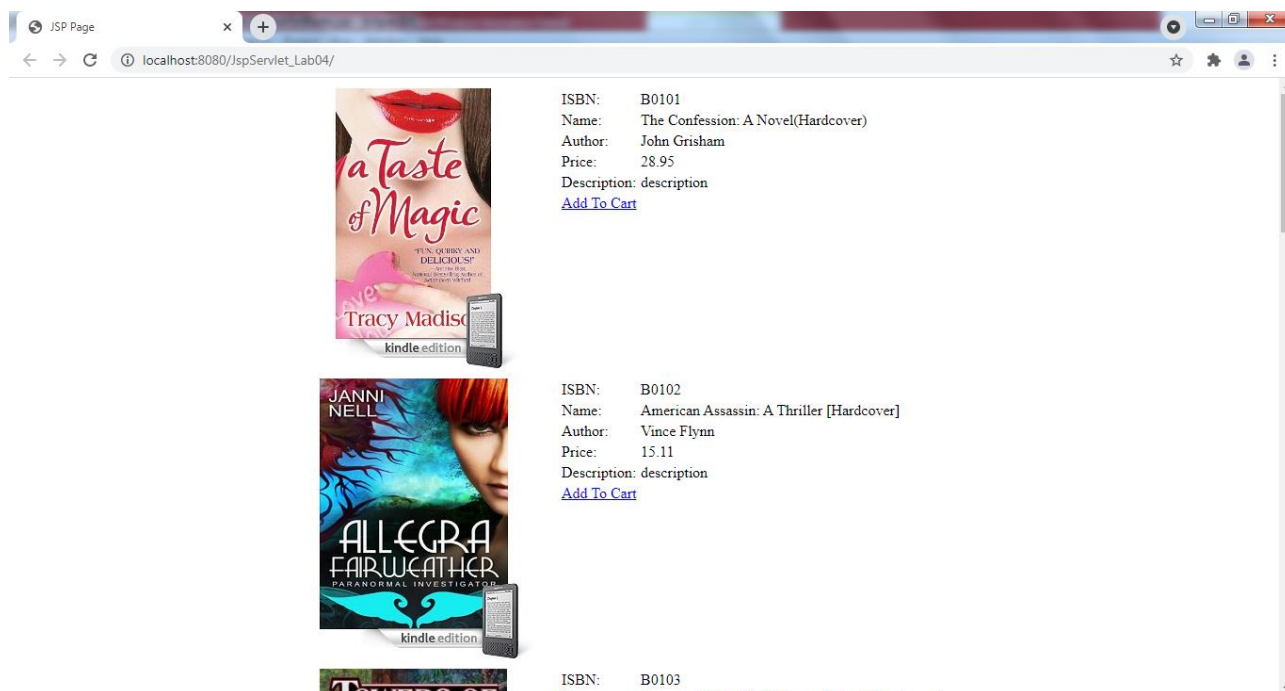 JSP Page
localhost:8080/JspServlet_Lab04/
a Taste
of Magic
"FUN, QUIRKY AND
DELICIOUS!"
Tracy Madiso
kindle edition
ISBN: B0101
Name: The Confession: A Novel(Hardcover)
Author: John Grisham
Price: 28.95
Description: description
Add To Cart
JANNI
NELL
ALLEGRA
FAIRWEATHER
PARANORMAL INVESTIGATOR
kindle edition
ISBN: B0102
Name: American Assassin: A Thriller [Hardcover]
Author: Vince Flynn
Price: 15.11
Description: description
Add To Cart
TOWERS OF
ISBN: B0103